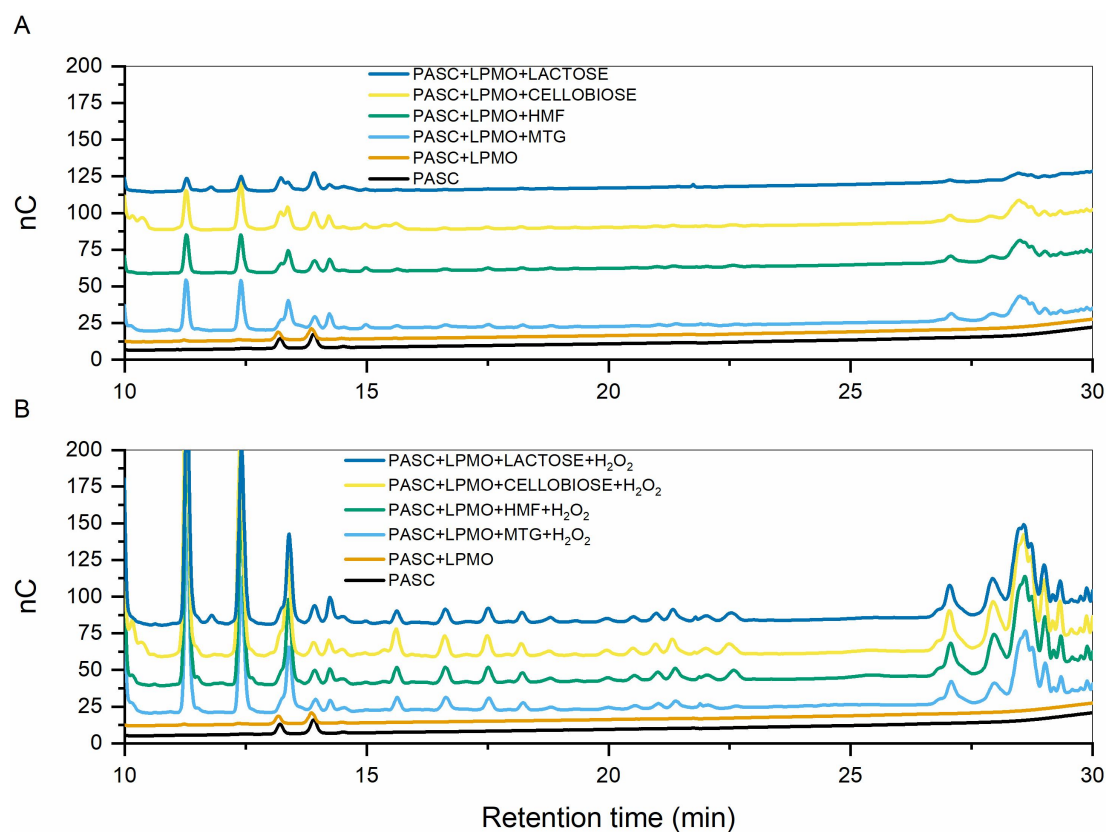 A
200
175
150
125
100
75
50
25
0
nC
PASC+LPMO+LACTOSE
PASC+LPMO+CELLOBIOSE
PASC+LPMO+HMF
PASC+LPMO+MTG
PASC+LPMO
PASC
10 15 20 25 30
B
200
175
150
125
100
75
50
25
0
nC
PASC+LPMO+LACTOSE+H₂O₂
PASC+LPMO+CELLOBIOSE+H₂O₂
PASC+LPMO+HMF+H₂O₂
PASC+LPMO+MTG+H₂O₂
PASC+LPMO
PASC
10 15 20 25 30
Retention time (min)